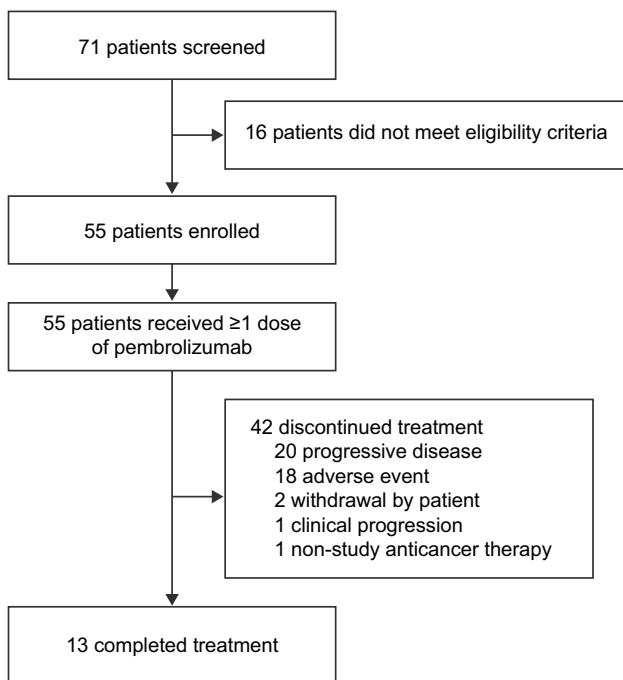 71 patients screened
16 patients did not meet eligibility criteria
55 patients enrolled
55 patients received ≥1 dose
of pembrolizumab
42 discontinued treatment
20 progressive disease
18 adverse event
2 withdrawal by patient
1 clinical progression
1 non-study anticancer therapy
13 completed treatment